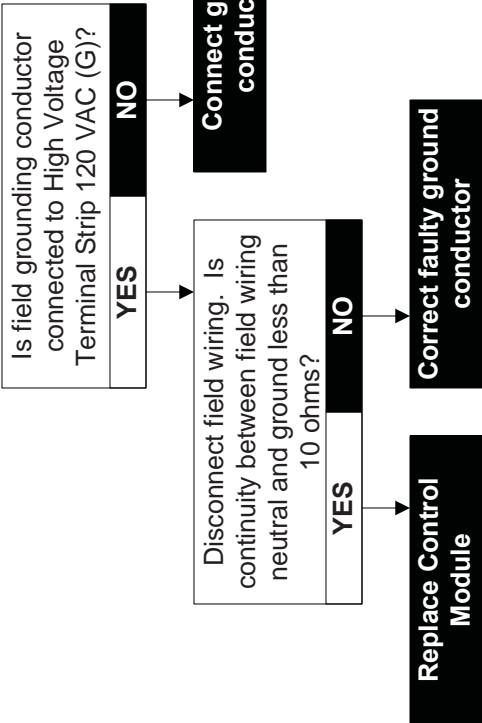 Is field grounding conductor
connected to High Voltage
Terminal Strip 120 VAC (G)?
YES
NO
Connect
conduc
Disconnect field wiring. Is
continuity between field wiring
neutral and ground less than
10 ohms?
YES
NO
Replace Control
Module
Correct faulty ground
conductor